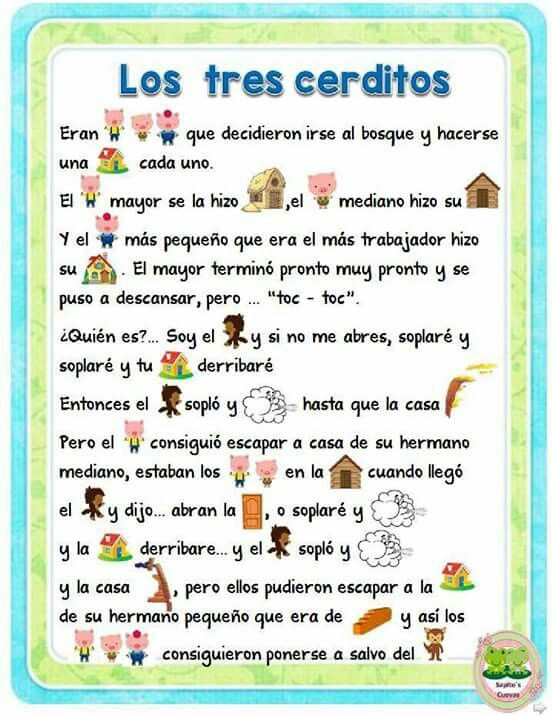 Los tres cerditos
Eran que decidieron irse al bosque y hacerse
una cada uno.
El mayor se la hizo ,el mediano hizo su
Y el más pequeño que era el más trabajador hizo
su . El mayor terminó pronto muy pronto y se
puso a descansar, pero ... "toc - toc".
¿Quién es?... Soy el y si no me abres, soplaré y
soplaré y tu derribaré
Entonces el sopló y hasta que la casa
Pero el consiguió escapar a casa de su hermano
mediano, estaban los en la cuando llegó
el y dijo... abran la , o soplaré y
y la derribare... y el sopló y
y la casa , pero ellos pudieron escapar a la
de su hermano pequeño que era de y así los
consiguieron ponerse a salvo del
Sapito´s
Cuevas